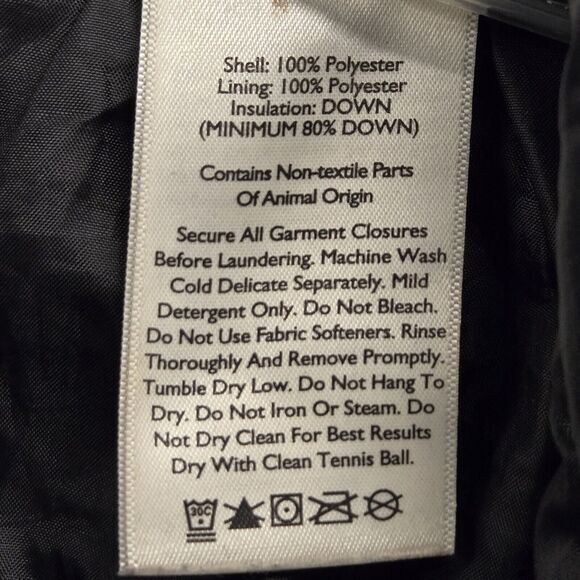 Shell: 100% Polyester
Lining: 100% Polyester
Insulation: DOWN
(MINIMUM 80% DOWN)
Contains Non-textile Parts
Of Animal Origin
Secure All Garment Closures
Before Laundering. Machine Wash
Cold Delicate Separately. Mild
Detergent Only. Do Not Bleach.
Do Not Use Fabric Softeners. Rinse
Thoroughly And Remove Promptly.
Tumble Dry Low. Do Not Hang To
Dry. Do Not Iron Or Steam. Do
Not Dry Clean For Best Results
Dry With Clean Tennis Ball.
30C